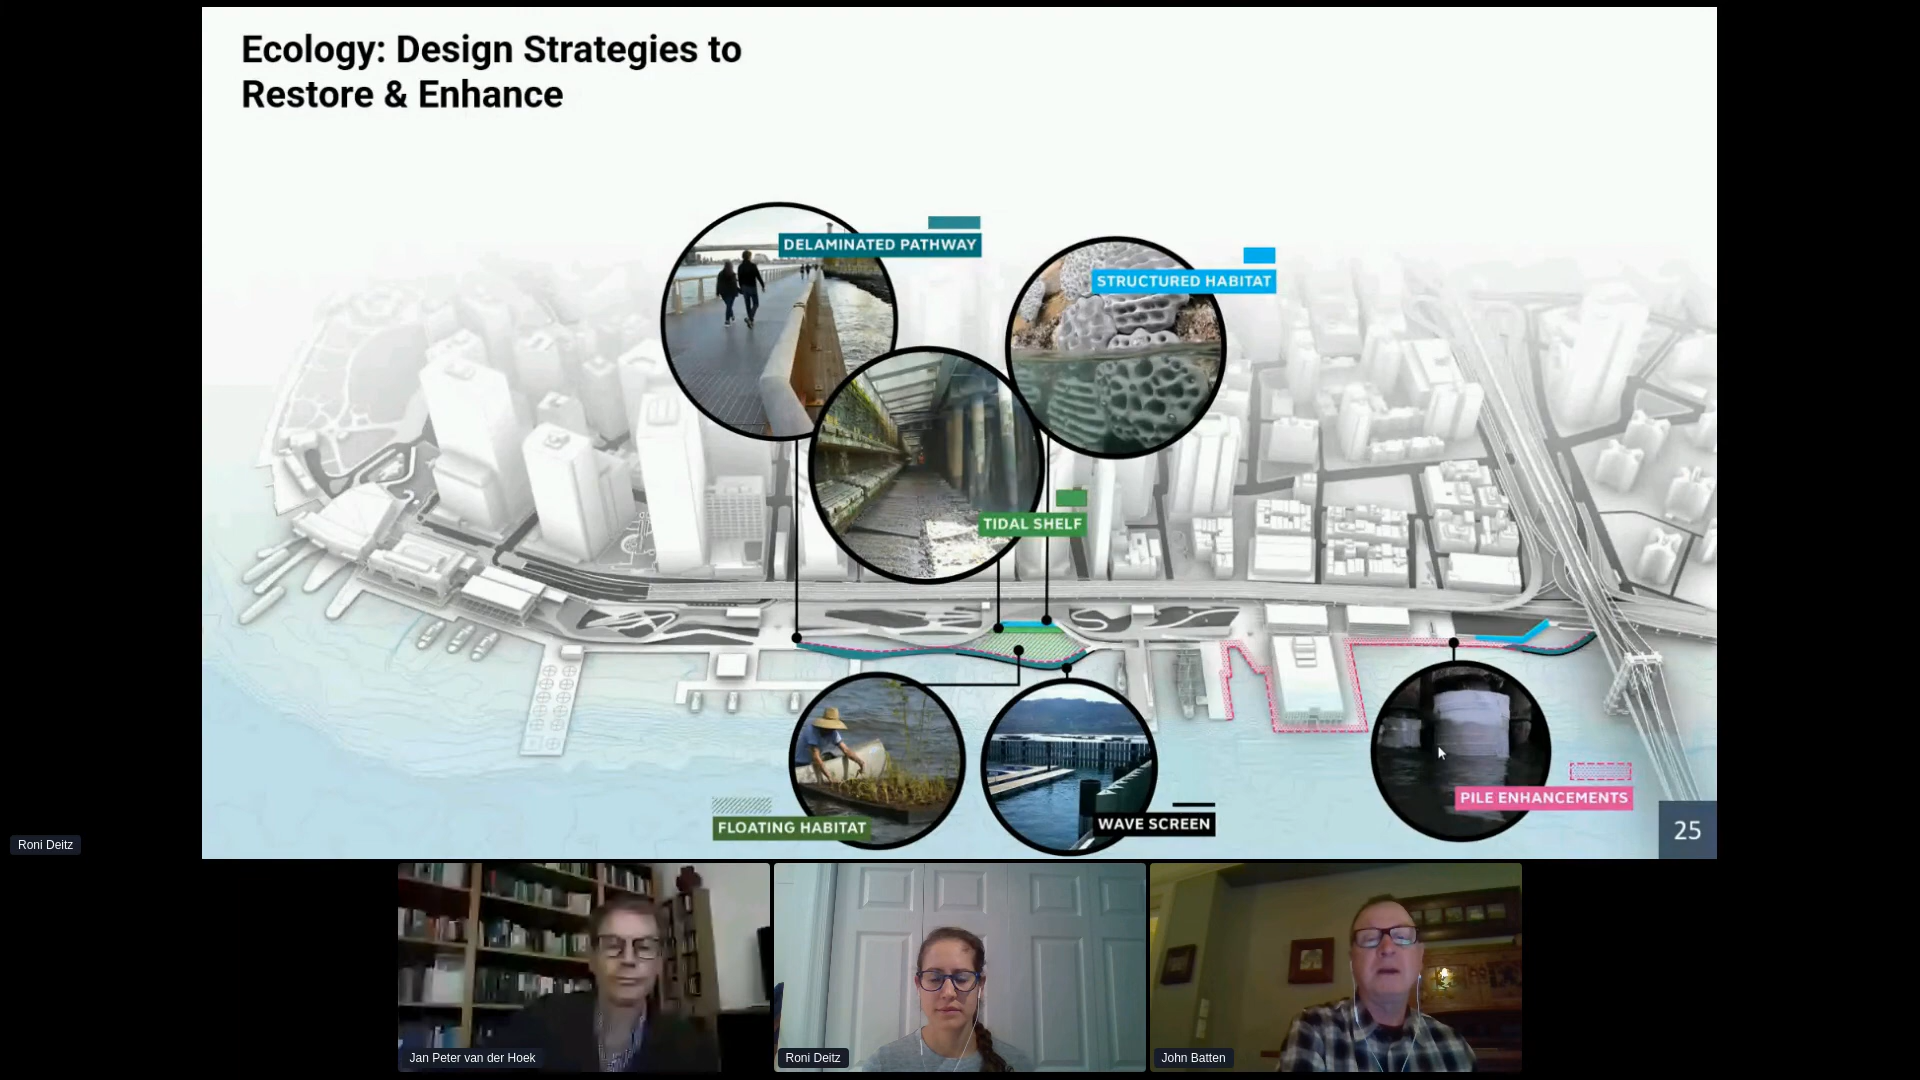 Ecology: Design Strategies to
Restore & Enhance
DELAMINATED PATHWAY
STRUCTURED HABITAT
TIDAL SHELF
FLOATING HABITAT
WAVE SCREEN
PILE ENHANCEMENTS
25
Roni Deitz
Jan Peter van der Hoek
Roni Deitz
John Batten